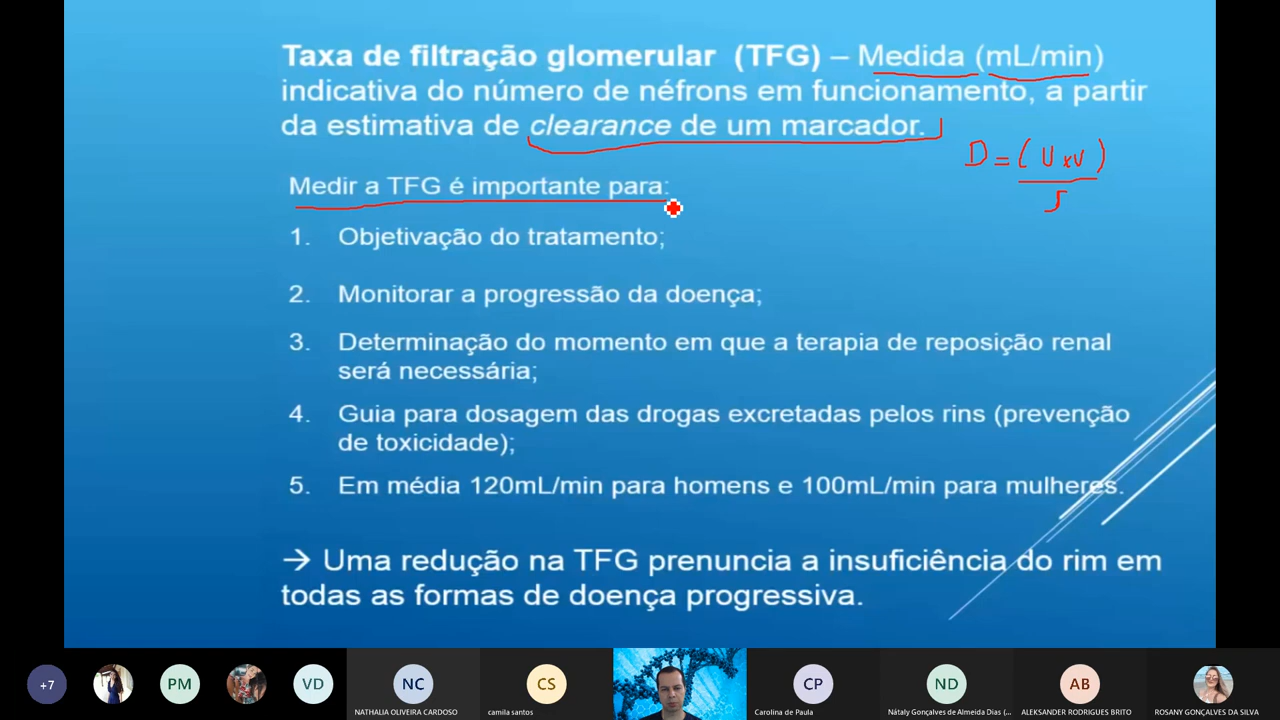 Taxa de filtração glomerular (TFG) – Medida (mL/min)
indicativa do número de néfrons em funcionamento, a partir
da estimativa de clearance de um marcador.
D = (U x V)
S
Medir a TFG é importante para:
1. Objetivação do tratamento;
2. Monitorar a progressão da doença;
3. Determinação do momento em que a terapia de reposição renal
será necessária;
4. Guia para dosagem das drogas excretadas pelos rins (prevenção
de toxicidade);
5. Em média 120mL/min para homens e 100mL/min para mulheres.
→ Uma redução na TFG prenuncia a insuficiência do rim em
todas as formas de doença progressiva.
+7 PM VD NC CS CP ND AB
NATHALIA OLIVEIRA CARDOSO camila santos Carolina de Paula Nátaly Gonçalves de Almeida Dias (... ALEKSANDER RODRIGUES BRITO ROSANY GONÇALVES DA SILVA